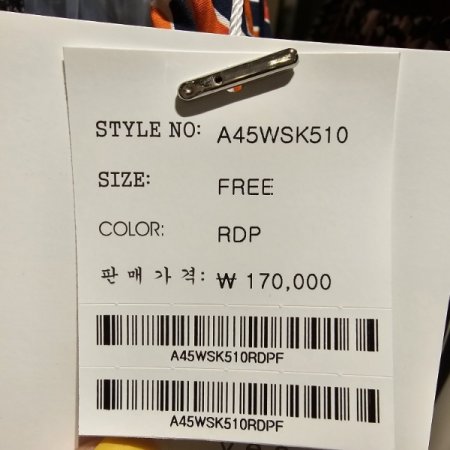 STYLE NO: A45WSK510
SIZE: FREE
COLOR: RDP
판매가격: ₩ 170,000
A45WSK510RDPF
A45WSK510RDPF